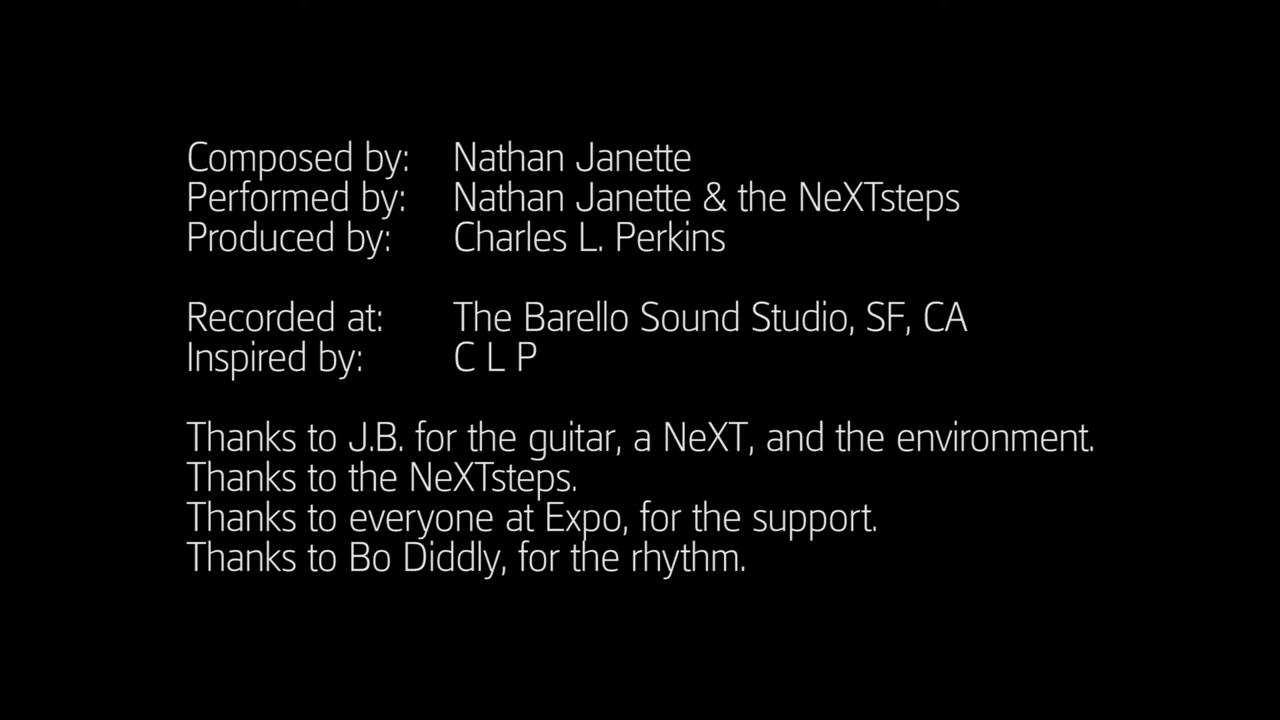 Composed by: Nathan Janette
Performed by: Nathan Janette & the NeXTsteps
Produced by: Charles L. Perkins
Recorded at: The Barello Sound Studio, SF, CA
Inspired by: C L P
Thanks to J.B. for the guitar, a NeXT, and the environment.
Thanks to the NeXTsteps.
Thanks to everyone at Expo, for the support.
Thanks to Bo Diddly, for the rhythm.